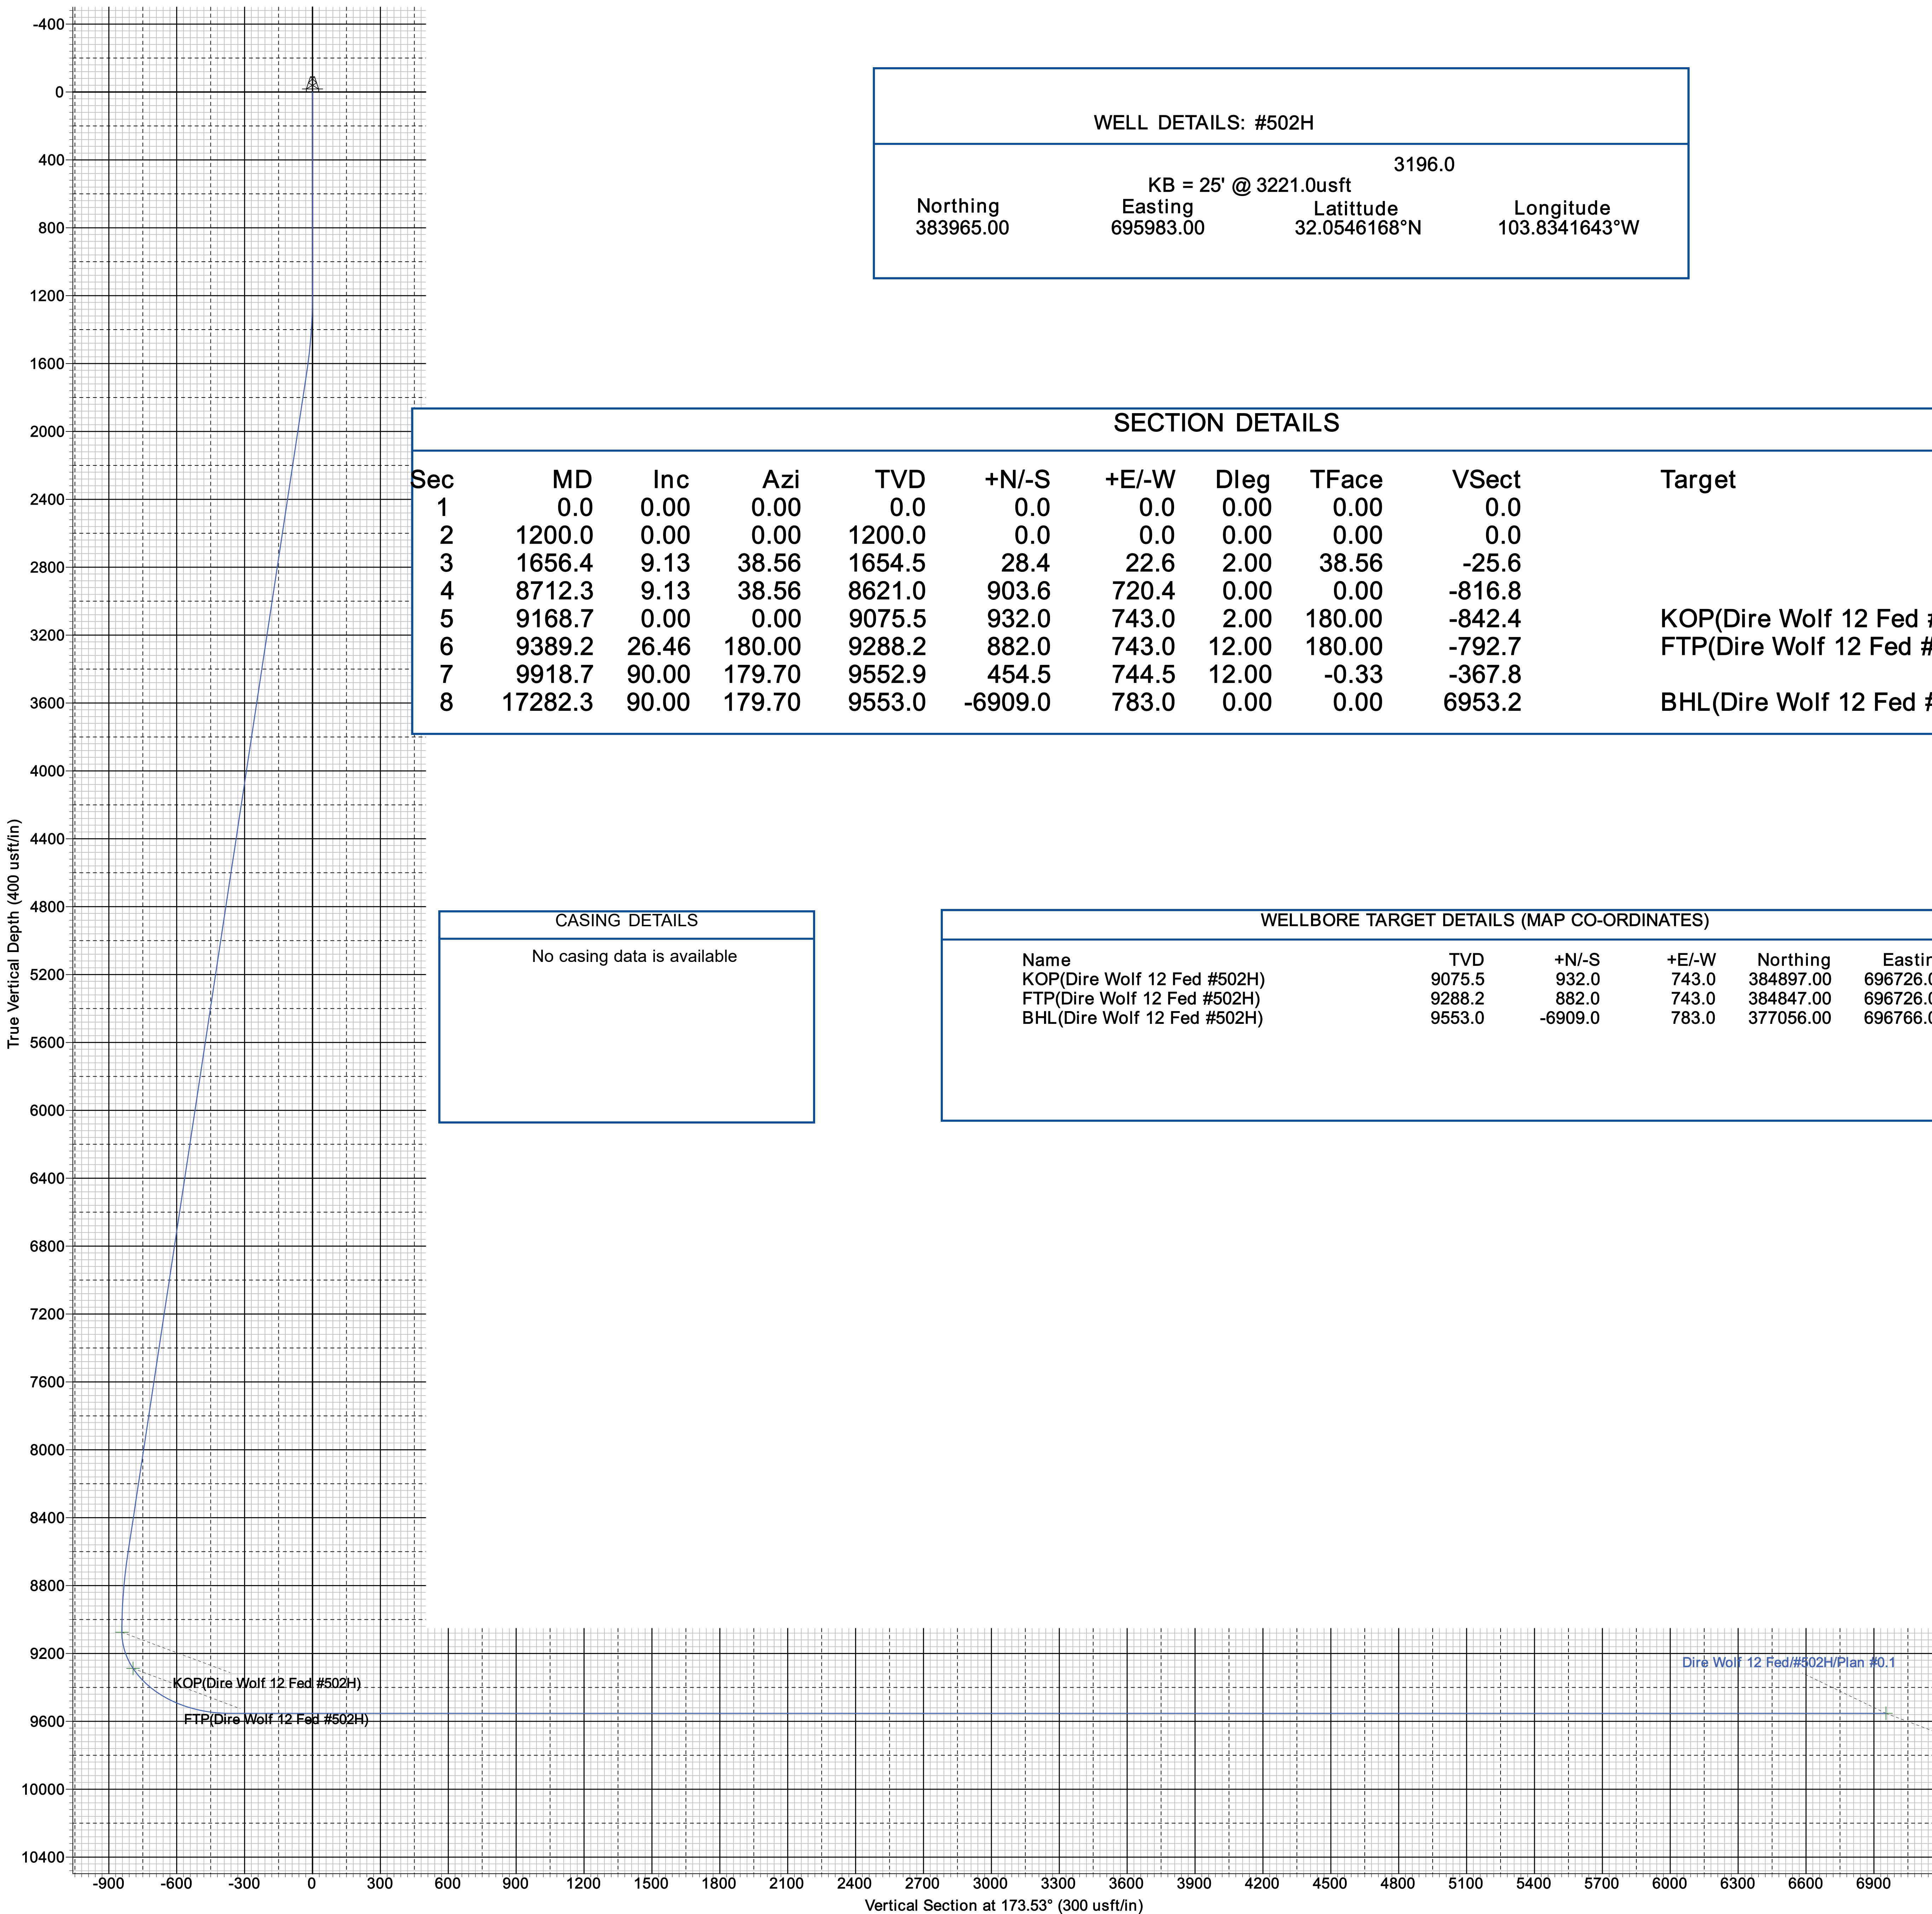 WELL DETAILS: #502H
3196.0
KB = 25' @ 3221.0usft
Northing Easting Latittude Longitude
383965.00 695983.00 32.0546168°N 103.8341643°W
SECTION DETAILS
Sec MD Inc Azi TVD +N/-S +E/-W Dleg TFace VSect Target
1 0.0 0.00 0.00 0.0 0.0 0.0 0.00 0.00 0.0
2 1200.0 0.00 0.00 1200.0 0.0 0.0 0.00 0.00 0.0
3 1656.4 9.13 38.56 1654.5 28.4 22.6 2.00 38.56 -25.6
4 8712.3 9.13 38.56 8621.0 903.6 720.4 0.00 0.00 -816.8
5 9168.7 0.00 0.00 9075.5 932.0 743.0 2.00 180.00 -842.4 KOP(Dire Wolf 12 Fed #
6 9389.2 26.46 180.00 9288.2 882.0 743.0 12.00 180.00 -792.7 FTP(Dire Wolf 12 Fed #
7 9918.7 90.00 179.70 9552.9 454.5 744.5 12.00 -0.33 -367.8
8 17282.3 90.00 179.70 9553.0 -6909.0 783.0 0.00 0.00 6953.2 BHL(Dire Wolf 12 Fed #
CASING DETAILS
No casing data is available
WELLBORE TARGET DETAILS (MAP CO-ORDINATES)
Name TVD +N/-S +E/-W Northing Eastin
KOP(Dire Wolf 12 Fed #502H) 9075.5 932.0 743.0 384897.00 696726.0
FTP(Dire Wolf 12 Fed #502H) 9288.2 882.0 743.0 384847.00 696726.0
BHL(Dire Wolf 12 Fed #502H) 9553.0 -6909.0 783.0 377056.00 696766.0
True Vertical Depth (400 usft/in)
-400
0
400
800
1200
1600
2000
2400
2800
3200
3600
4000
4400
4800
5200
5600
6000
6400
6800
7200
7600
8000
8400
8800
9200
9600
10000
10400
KOP(Dire Wolf 12 Fed #502H)
FTP(Dire Wolf 12 Fed #502H)
Dire Wolf 12 Fed/#502H/Plan #0.1
-900 -600 -300 0 300 600 900 1200 1500 1800 2100 2400 2700 3000 3300 3600 3900 4200 4500 4800 5100 5400 5700 6000 6300 6600 6900
Vertical Section at 173.53° (300 usft/in)